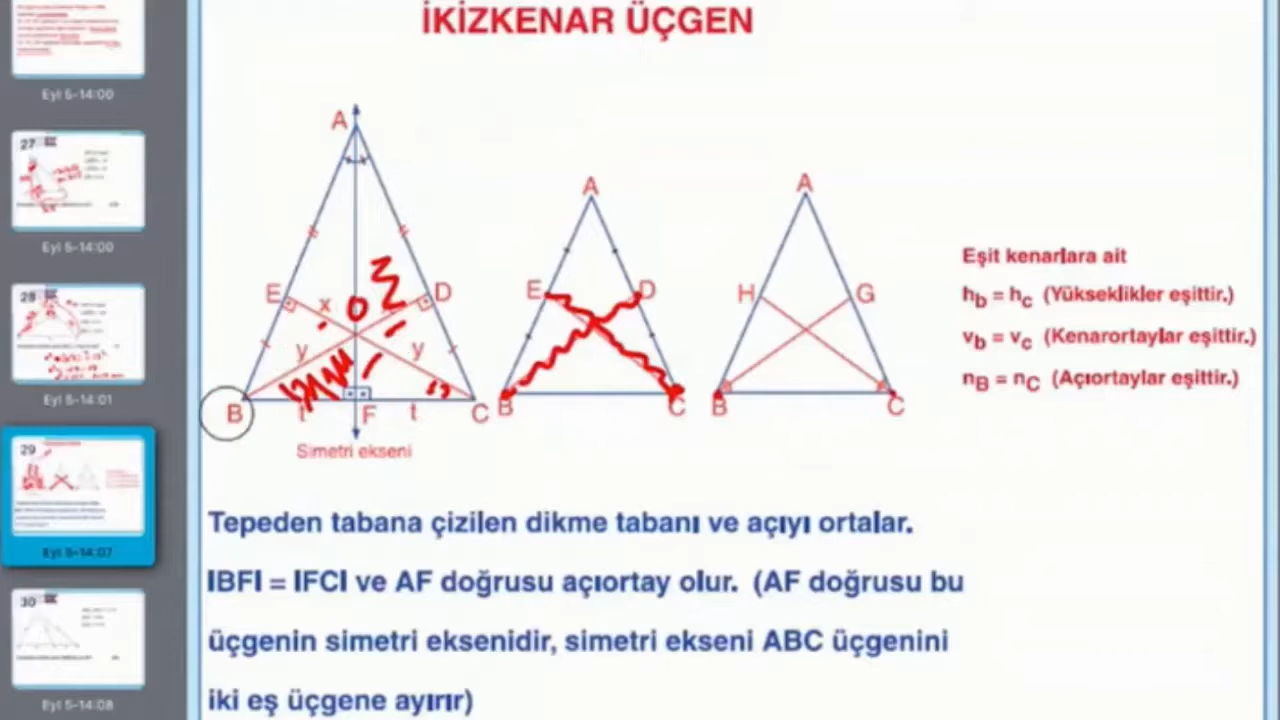 İKİZKENAR ÜÇGEN
Eyl 5-14:00
27
Eyl 5-14:00
28
Eyl 5-14:01
29
Eyl 5-14:07
30
Eyl 5-14:08
A
E
D
x
y
y
B
t
F
t
C
Simetri ekseni
A
E
D
B
C
A
H
G
B
C
Eşit kenarlara ait
hb = hc (Yükseklikler eşittir.)
vb = vc (Kenarortaylar eşittir.)
nB = nC (Açıortaylar eşittir.)
Tepeden tabana çizilen dikme tabanı ve açıyı ortalar.
IBFI = IFCI ve AF doğrusu açıortay olur. (AF doğrusu bu
üçgenin simetri eksenidir, simetri ekseni ABC üçgenini
iki eş üçgene ayırır)